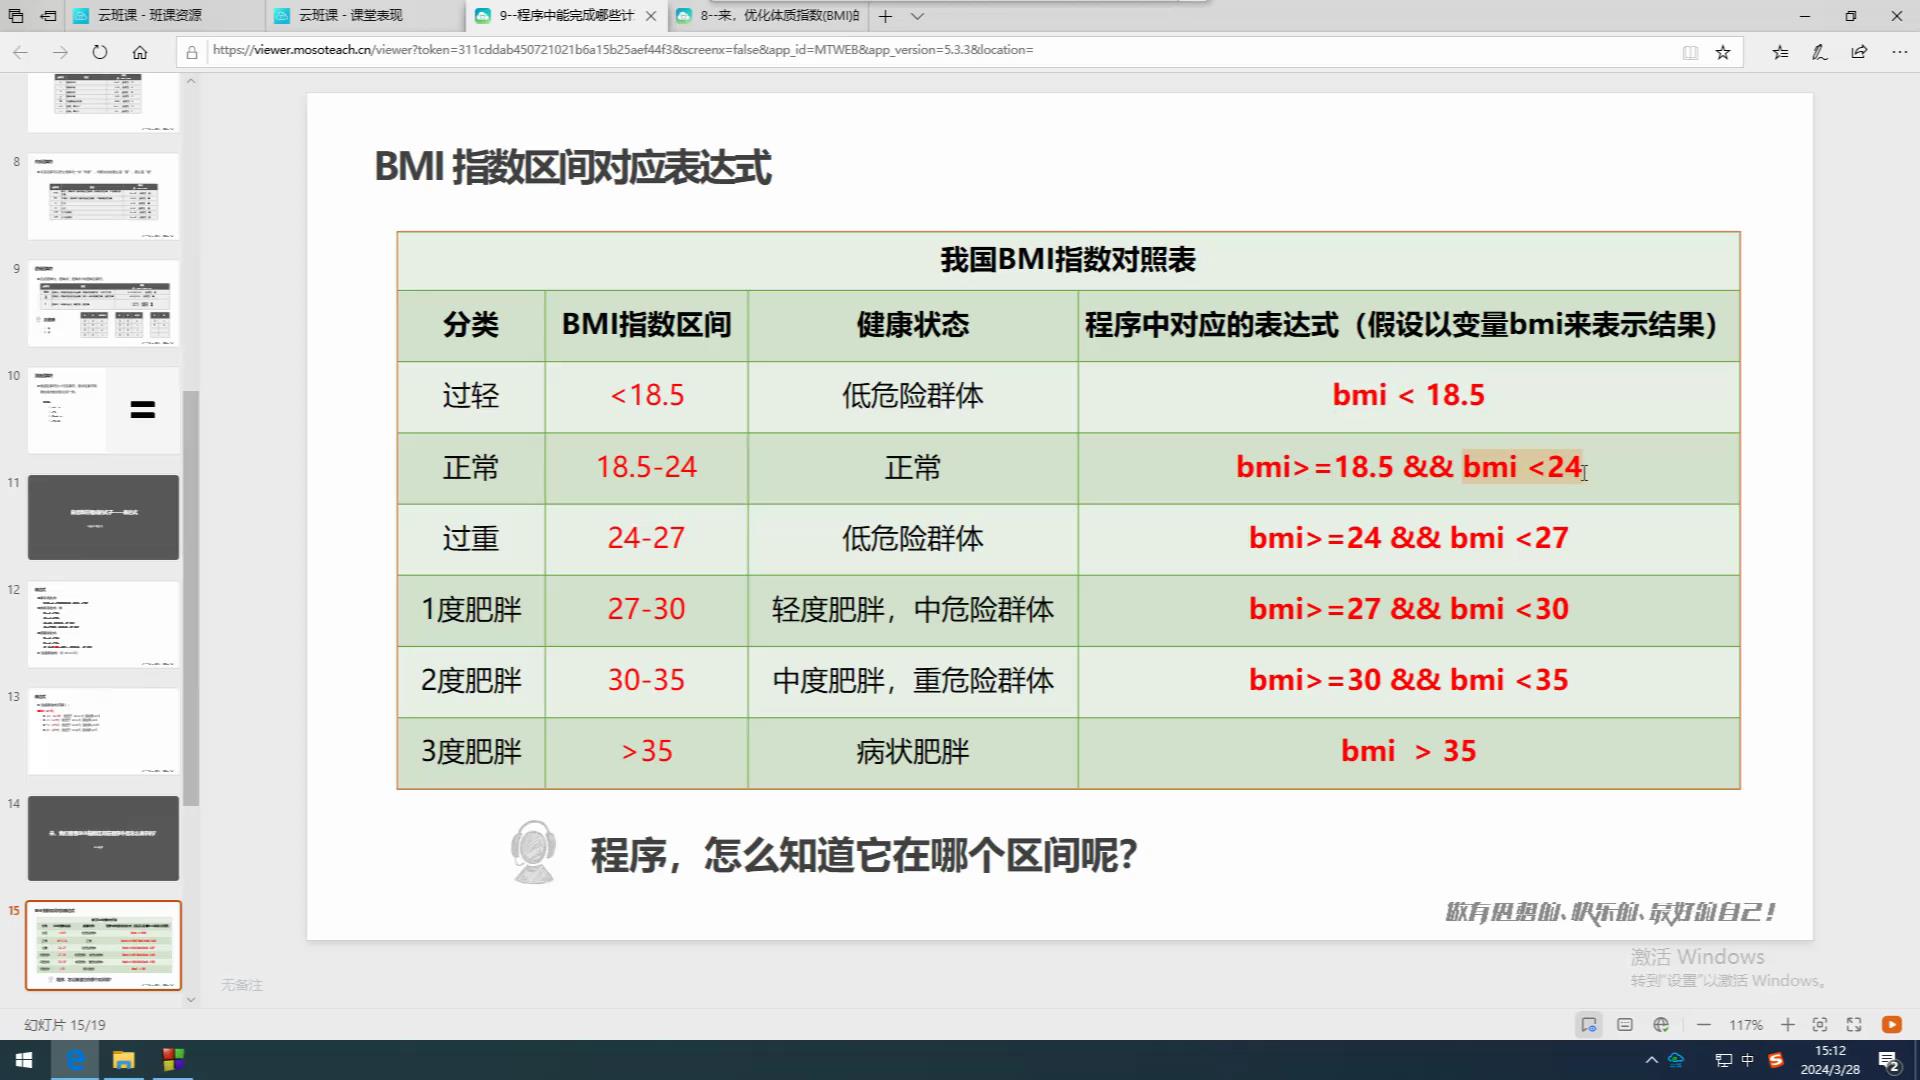 云班课 - 班课资源
云班课 - 课堂表现
9--程序中能完成哪些计
8--来，优化体质指数(BMI)的
https://viewer.mosoteach.cn/viewer?token=311cddab450721021b6a15b25aef44f3&screenx=false&app_id=MTWEB&app_version=5.3.3&location=
8
9
10
11
12
13
14
15
BMI 指数区间对应表达式
我国BMI指数对照表
分类 BMI指数区间 健康状态 程序中对应的表达式（假设以变量bmi来表示结果）
过轻 <18.5 低危险群体 bmi < 18.5
正常 18.5-24 正常 bmi>=18.5 && bmi <24
过重 24-27 低危险群体 bmi>=24 && bmi <27
1度肥胖 27-30 轻度肥胖，中危险群体 bmi>=27 && bmi <30
2度肥胖 30-35 中度肥胖，重危险群体 bmi>=30 && bmi <35
3度肥胖 >35 病状肥胖 bmi > 35
程序，怎么知道它在哪个区间呢？
做有思想的、快乐的、最好的自己！
激活 Windows
转到"设置"以激活 Windows。
无备注
幻灯片 15/19
117%
中
15:12
2024/3/28
2